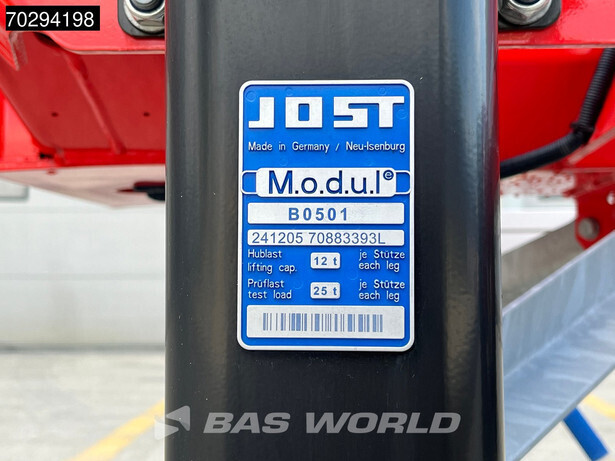 70294198
JOST
Made in Germany / Neu-Isenburg
M.o.d.u.l e
B0501
241205 70883393L
Hublast 12 t je Stütze
lifting cap. each leg
Prüflast 25 t je Stütze
test load each leg
BAS WORLD